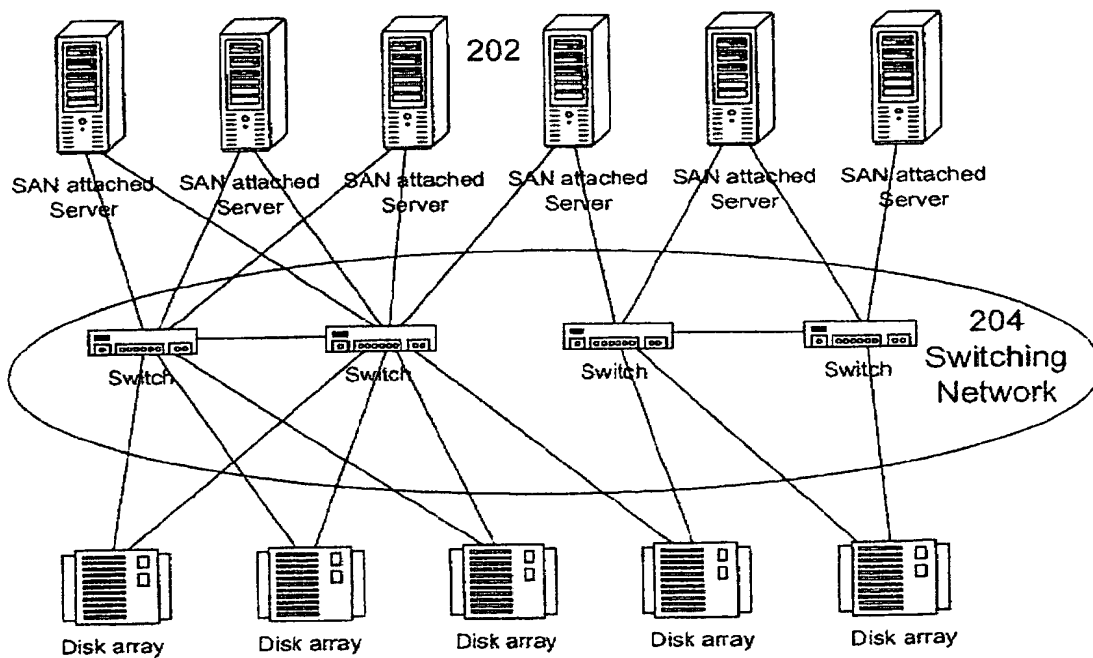 202
SAN attached
Server
SAN attached
Server
SAN attached
Server
SAN attached
Server
SAN attached
Server
SAN attached
Server
204
Switching
Network
Switch
Switch
Switch
Switch
Disk array
Disk array
Disk array
Disk array
Disk array